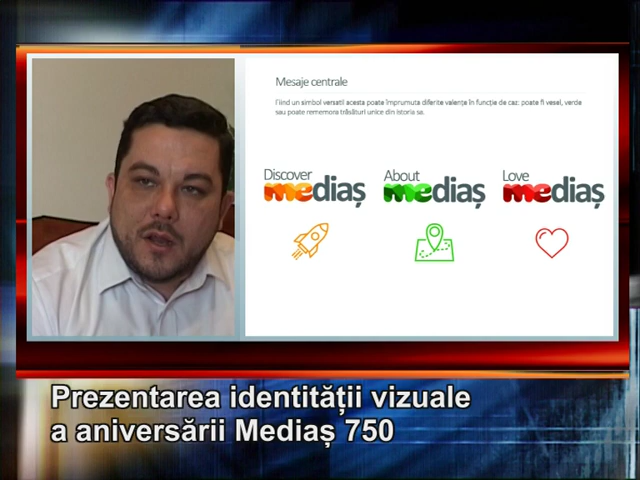 Mesaje centrale
Fiind un simbol versatil acesta poate împrumuta diferite valențe în funcție de caz: poate fi vesel, verde
sau poate rememora trăsături unice din istoria sa.
Discover
mediaș
About
mediaș
Love
mediaș
Prezentarea identității vizuale
a aniversării Mediaș 750